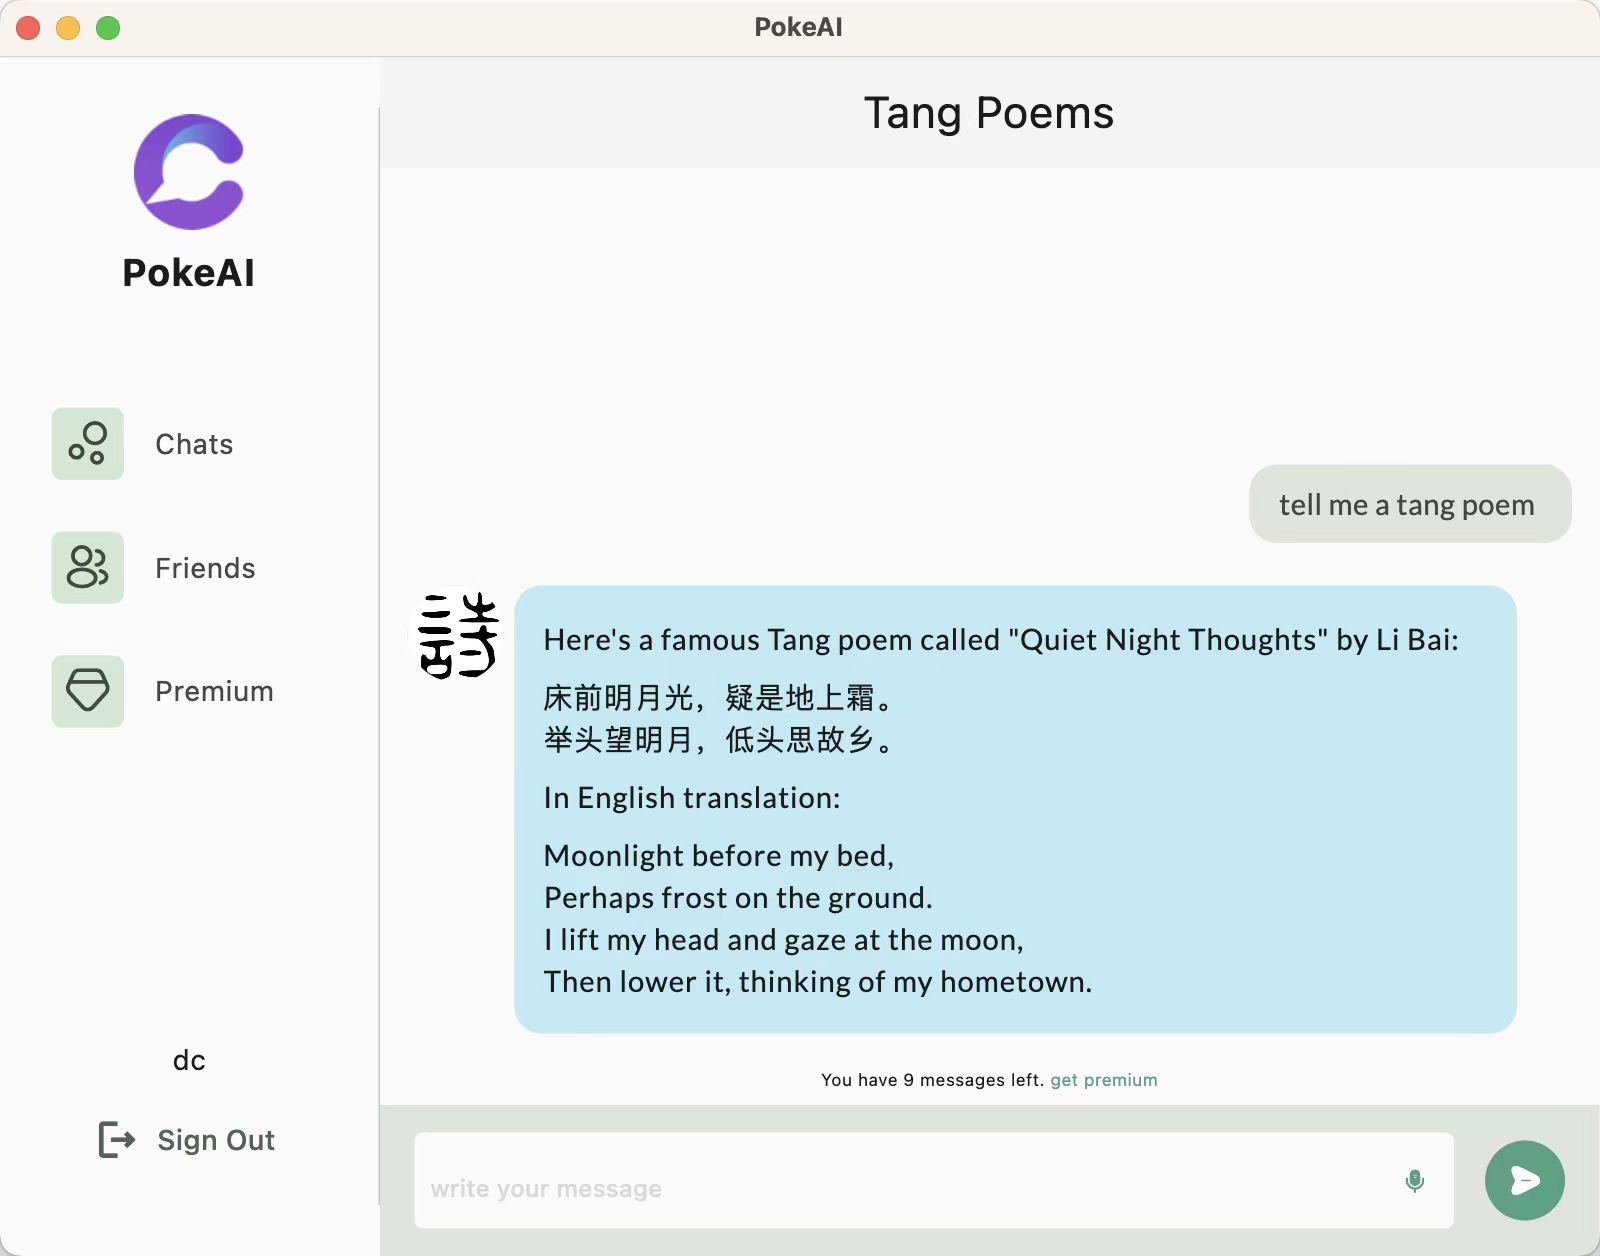 PokeAI
PokeAI
Chats
Friends
Premium
dc
Sign Out
Tang Poems
tell me a tang poem
詩
Here's a famous Tang poem called "Quiet Night Thoughts" by Li Bai:
床前明月光，疑是地上霜。
举头望明月，低头思故乡。
In English translation:
Moonlight before my bed,
Perhaps frost on the ground.
I lift my head and gaze at the moon,
Then lower it, thinking of my hometown.
You have 9 messages left. get premium
write your message